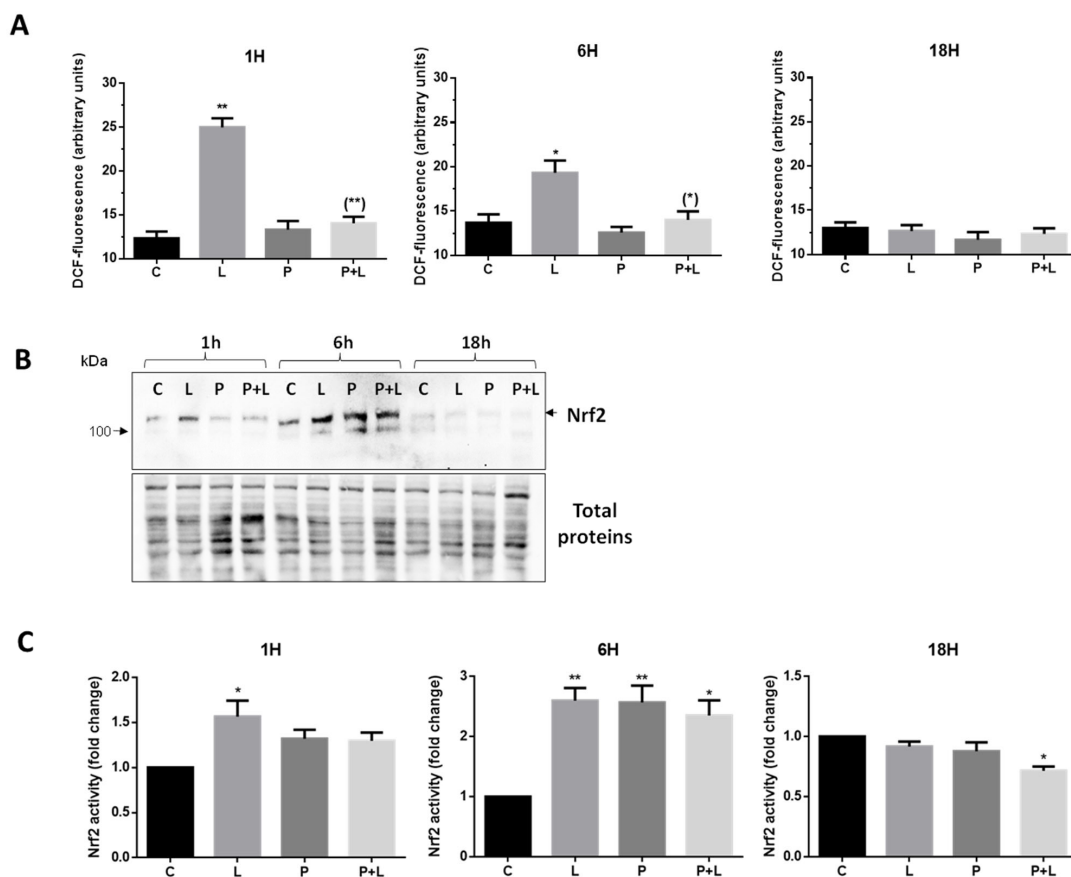 A
1H
6H
18H
DCF-fluorescence (arbitrary units)
30
25
20
15
10
**
(**)
C L P P+L
DCF-fluorescence (arbitrary units)
30
25
20
15
10
*
(*)
C L P P+L
DCF-fluorescence (arbitrary units)
30
25
20
15
10
C L P P+L
B
kDa
1h 6h 18h
C L P P+L C L P P+L C L P P+L
Nrf2
100
Total
proteins
C
1H
6H
18H
Nrf2 activity (fold change)
2.0
1.5
1.0
0.5
0.0
*
C L P P+L
Nrf2 activity (fold change)
3
2
1
0
** ** *
C L P P+L
Nrf2 activity (fold change)
1.5
1.0
0.5
0.0
*
C L P P+L